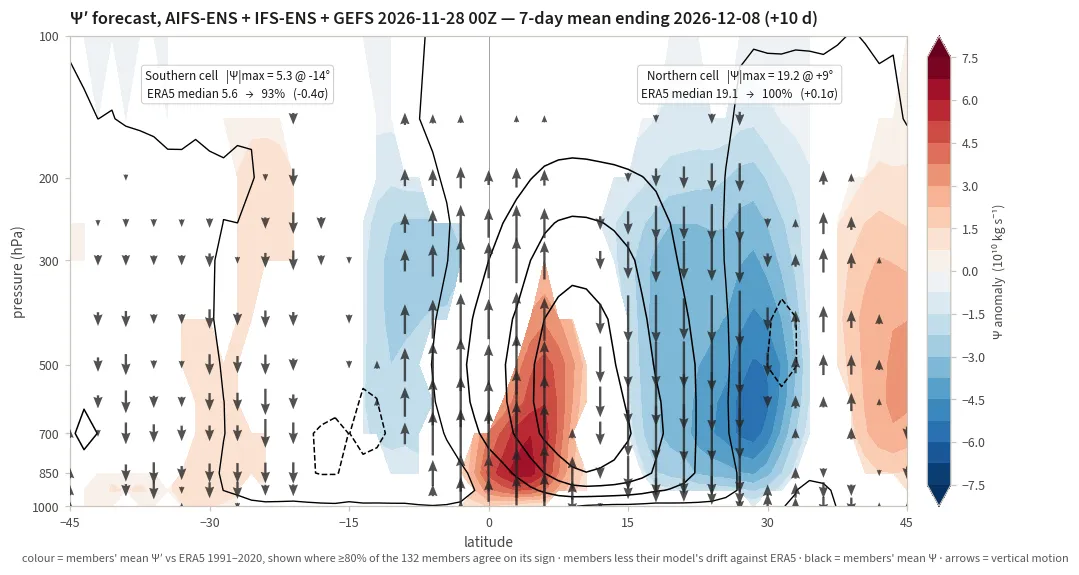 Ψ′ forecast, AIFS-ENS + IFS-ENS + GEFS 2026-11-28 00Z — 7-day mean ending 2026-12-08 (+10 d)
Southern cell |Ψ|max = 5.3 @ -14°
ERA5 median 5.6 → 93% (-0.4σ)
Northern cell |Ψ|max = 19.2 @ +9°
ERA5 median 19.1 → 100% (+0.1σ)
100
200
300
500
700
850
1000
pressure (hPa)
−45
−30
−15
0
15
30
45
latitude
7.5
6.0
4.5
3.0
1.5
0.0
−1.5
−3.0
−4.5
−6.0
−7.5
Ψ anomaly (10¹⁰ kg s⁻¹)
colour = members' mean Ψ′ vs ERA5 1991–2020, shown where ≥80% of the 132 members agree on its sign · members less their model's drift against ERA5 · black = members' mean Ψ · arrows = vertical motion